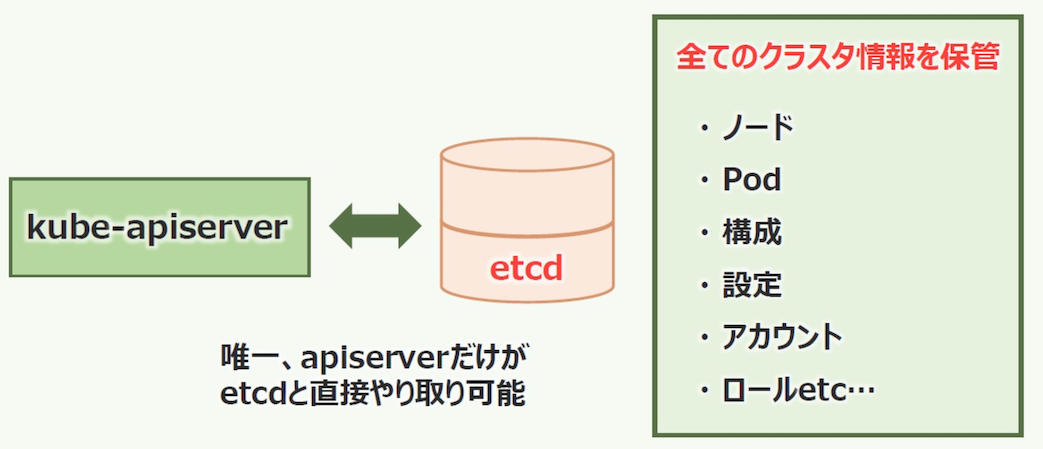 kube-apiserver
etcd
唯一、apiserverだけが
etcdと直接やり取り可能
全てのクラスタ情報を保管
・ ノード
・ Pod
・ 構成
・ 設定
・ アカウント
・ ロールetc…